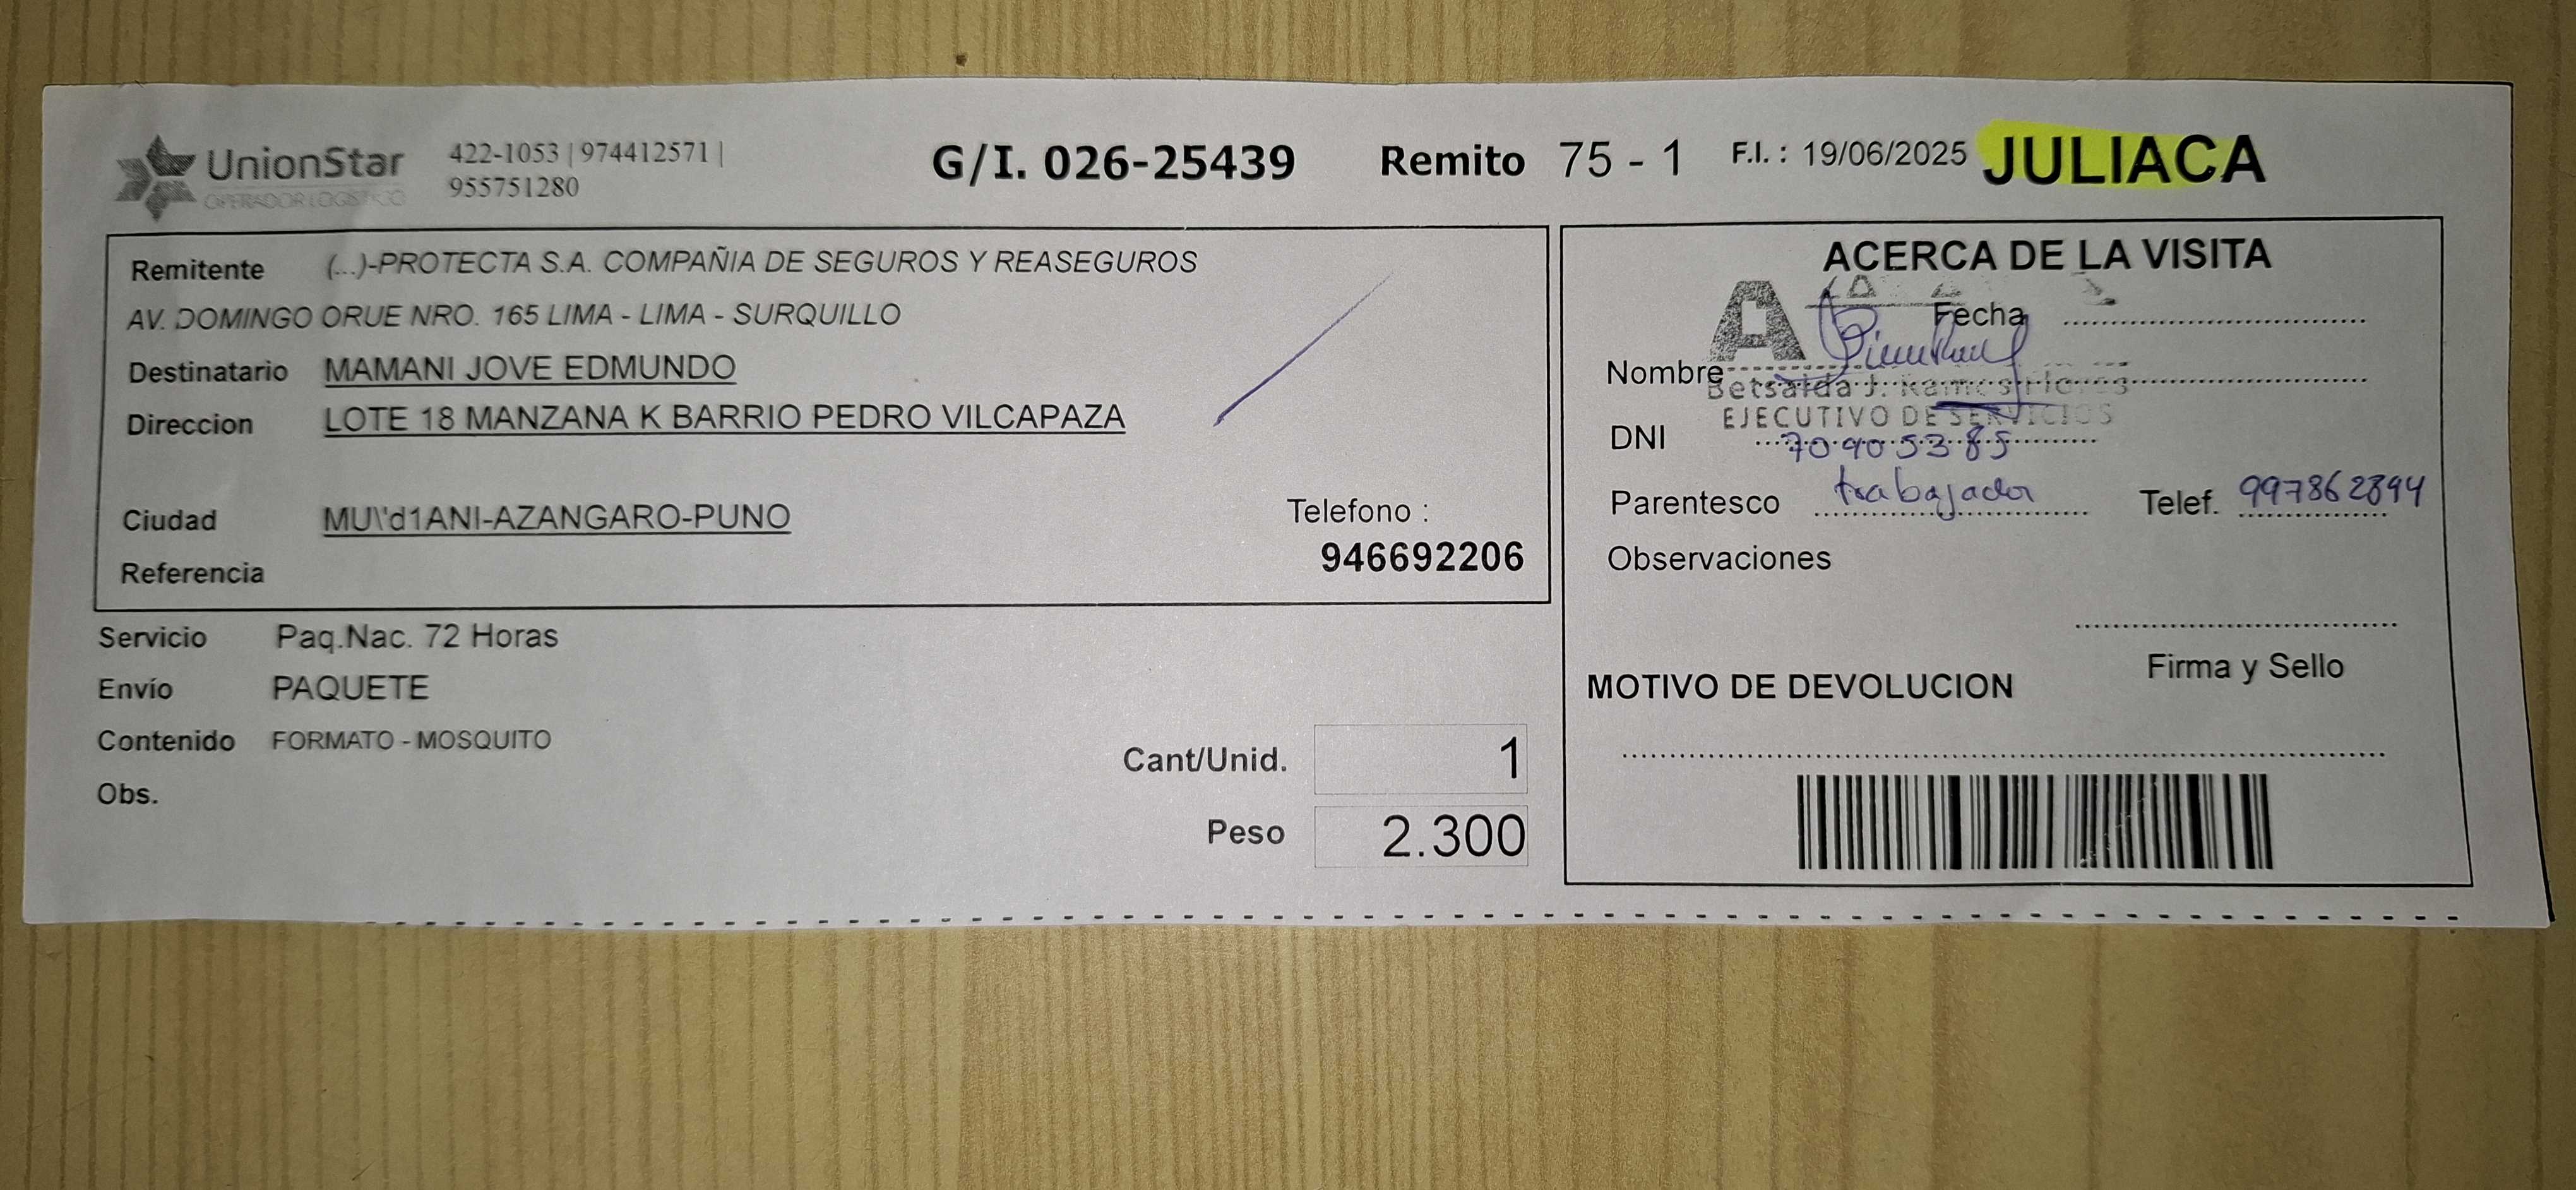 UnionStar
OPERADOR LOGISTICO
422-1053 | 974412571 |
955751280
G/I. 026-25439
Remito 75 - 1
F.I. : 19/06/2025
JULIACA
Remitente (...)-PROTECTA S.A. COMPAÑIA DE SEGUROS Y REASEGUROS
AV. DOMINGO ORUE NRO. 165 LIMA - LIMA - SURQUILLO
Destinatario MAMANI JOVE EDMUNDO
Direccion LOTE 18 MANZANA K BARRIO PEDRO VILCAPAZA
Ciudad MU\'d1ANI-AZANGARO-PUNO
Telefono :
946692206
Referencia
Servicio Paq.Nac. 72 Horas
Envío PAQUETE
Contenido FORMATO - MOSQUITO
Obs.
Cant/Unid. 1
Peso 2.300
ACERCA DE LA VISITA
Fecha
Nombre
Betsaida J. Ramos Flores
EJECUTIVO DE SERVICIOS
DNI 70905385
Parentesco trabajador Telef. 997862894
Observaciones
Firma y Sello
MOTIVO DE DEVOLUCION